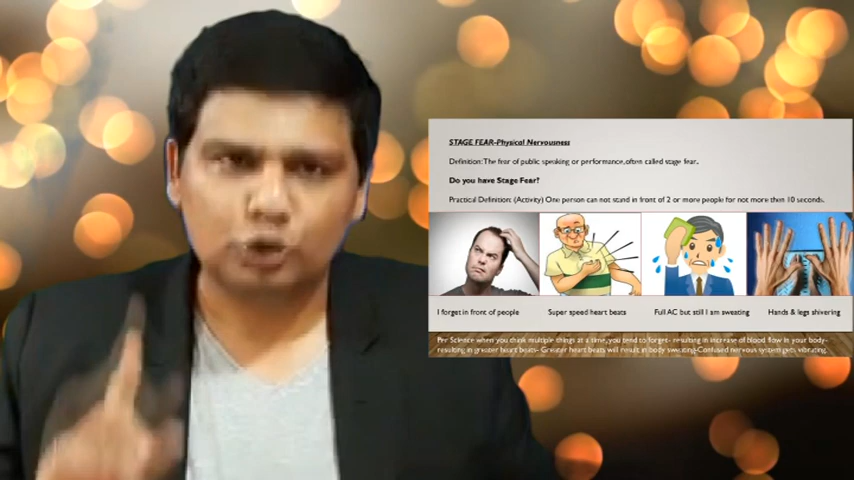 STAGE FEAR-Physical Nervousness
Definition: The fear of public speaking or performance,often called stage fear.
Do you have Stage Fear?
Practical Definition: (Activity) One person can not stand in front of 2 or more people for not more then 10 seconds.
I forget in front of people
Super speed heart beats
Full AC but still I am sweating
Hands & legs shivering
Per Science when you think multiple things at a time, you tend to forget- resulting in increase of blood flow in your body-
resulting in greater heart beats- Greater heart beats will result in body sweating-Confused nervous system gets vibrating.